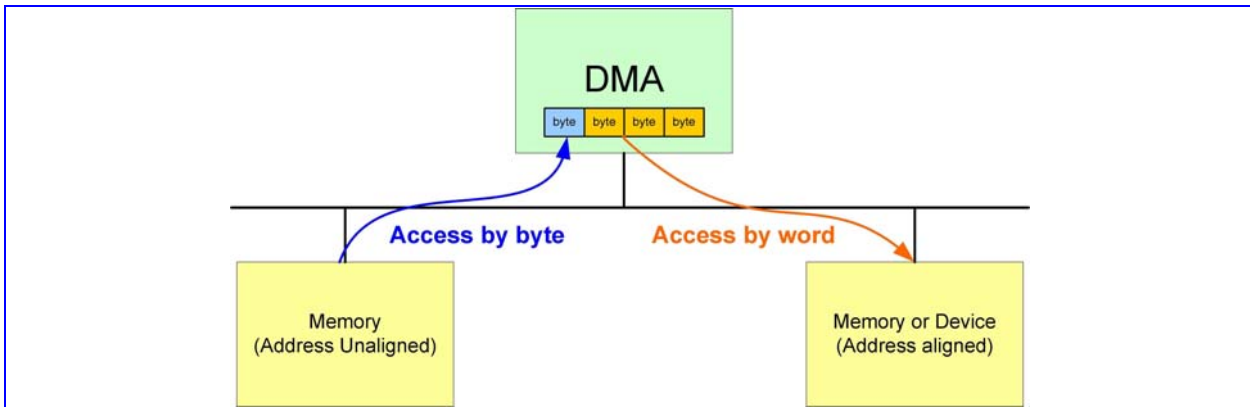 DMA
byte byte byte byte
Access by byte
Access by word
Memory
(Address Unaligned)
Memory or Device
(Address aligned)